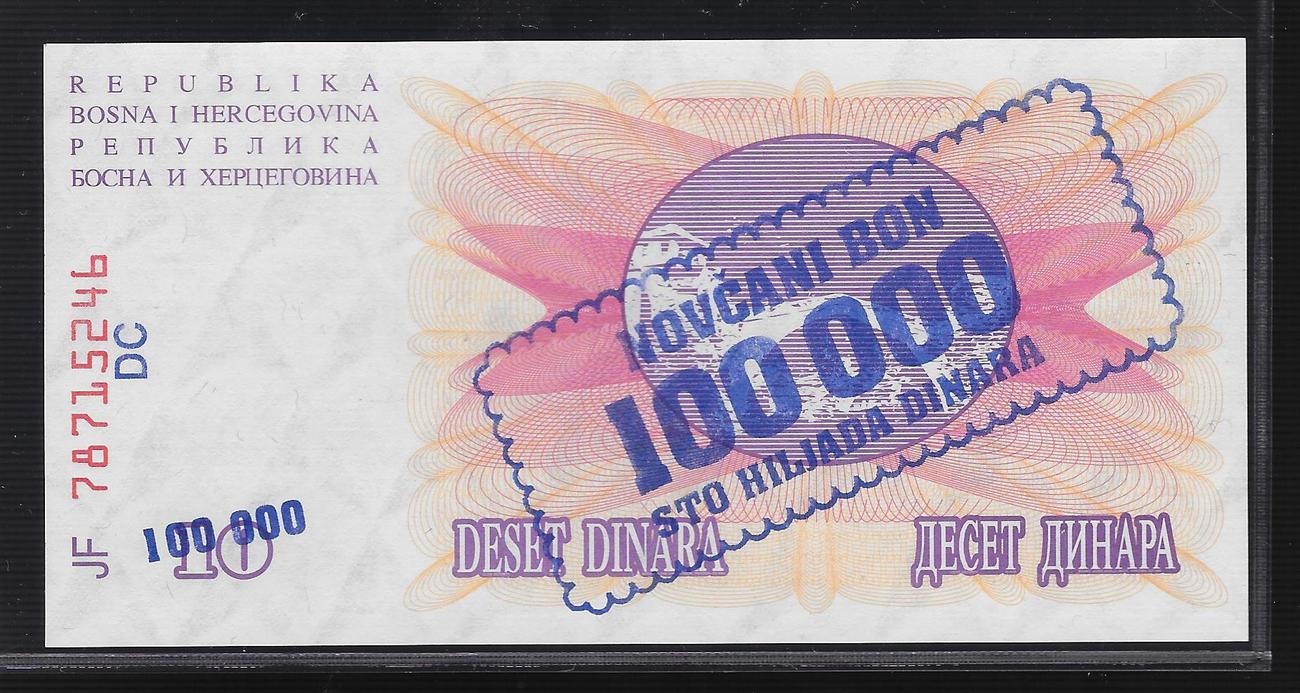 REPUBLIKA
BOSNA I HERCEGOVINA
РЕПУБЛИКА
БОСНА И ХЕРЦЕГОВИНА
JF 78715246
DC
100 000
10
NOVČANI BON
100 000
STO HILJADA DINARA
DESET DINARA
ДЕСЕТ ДИНАРА